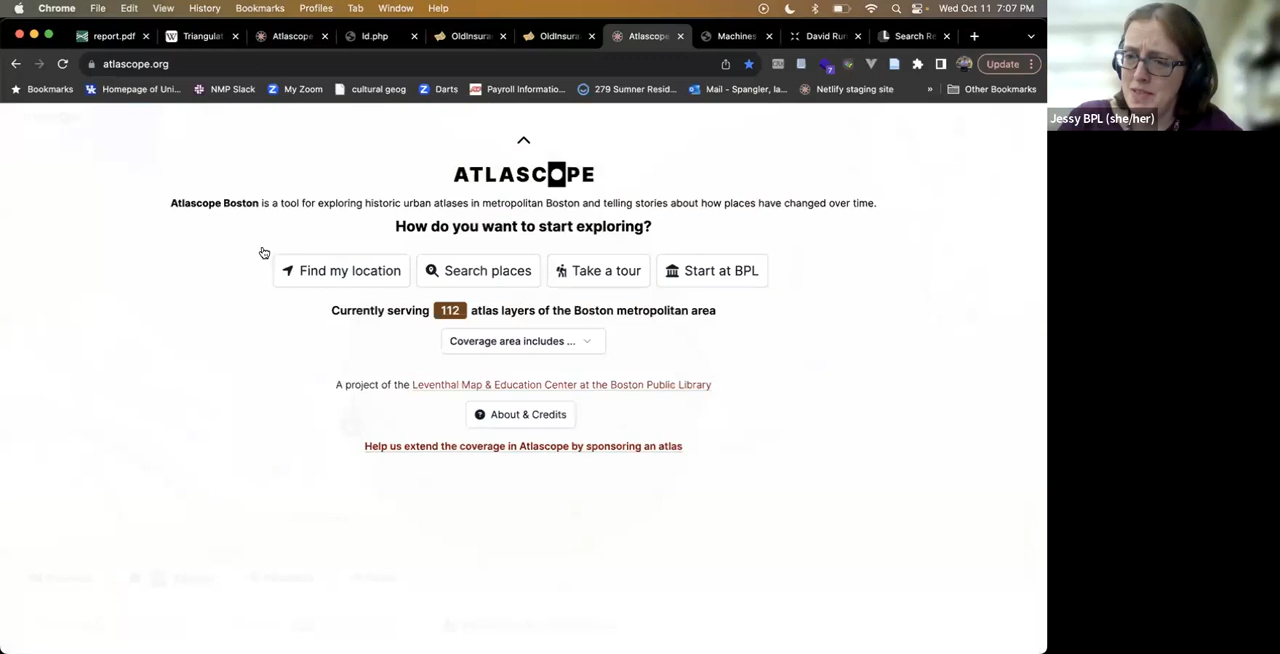 Chrome File Edit View History Bookmarks Profiles Tab Window Help Wed Oct 11 7:07 PM
report.pdf Triangulat Atlascope Id.php OldInsura OldInsura Atlascope Machines David Rur Search Re
atlascope.org Update
Bookmarks Homepage of Uni... NMP Slack My Zoom cultural geog Darts Payroll Informatio... 279 Sumner Resid... Mail - Spangler, Ia... Netlify staging site » Other Bookmarks
Jessy BPL (she/her)
ATLASCOPE
Atlascope Boston is a tool for exploring historic urban atlases in metropolitan Boston and telling stories about how places have changed over time.
How do you want to start exploring?
Find my location Search places Take a tour Start at BPL
Currently serving 112 atlas layers of the Boston metropolitan area
Coverage area includes ...
A project of the Leventhal Map & Education Center at the Boston Public Library
About & Credits
Help us extend the coverage in Atlascope by sponsoring an atlas